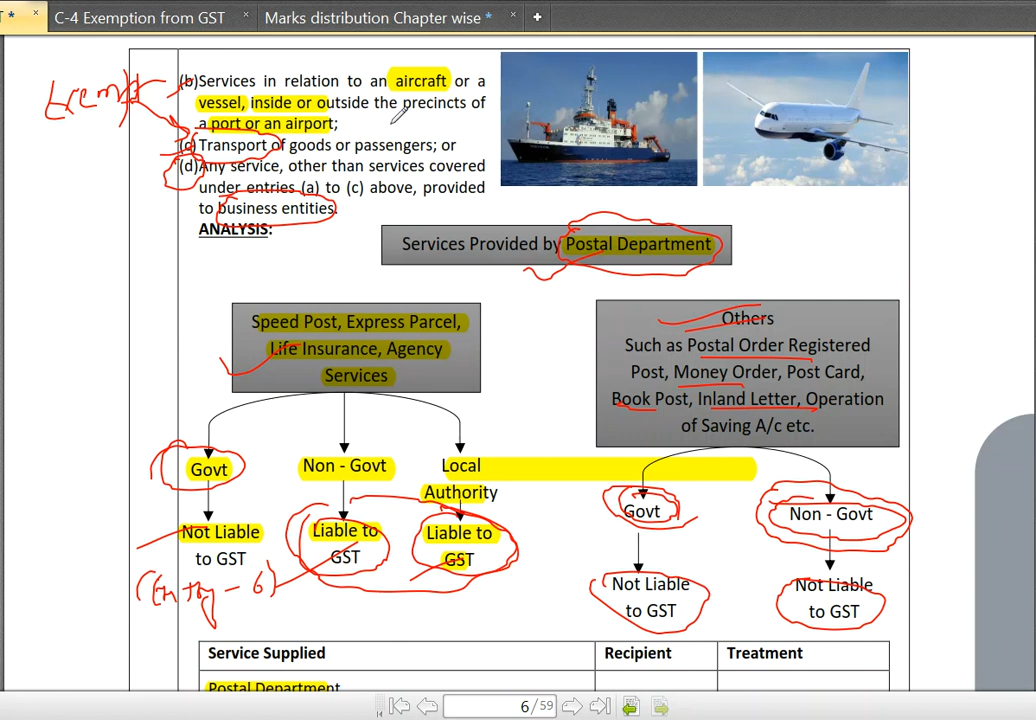 T *
×
C-4 Exemption from GST
×
Marks distribution Chapter wise *
×
Exempt
(b)Services in relation to an aircraft or a
vessel, inside or outside the precincts of
a port or an airport;
(c) Transport of goods or passengers; or
(d)Any service, other than services covered
under entries (a) to (c) above, provided
to business entities.
ANALYSIS:
Services Provided by Postal Department
Speed Post, Express Parcel,
Life Insurance, Agency
Services
Others
Such as Postal Order Registered
Post, Money Order, Post Card,
Book Post, Inland Letter, Operation
of Saving A/c etc.
Govt
Non - Govt
Local
Authority
Not Liable
to GST
Liable to
GST
Liable to
GST
(Entry - 6)
Govt
Non - Govt
Not Liable
to GST
Not Liable
to GST
Service Supplied
Recipient
Treatment
Postal Department
6 /59